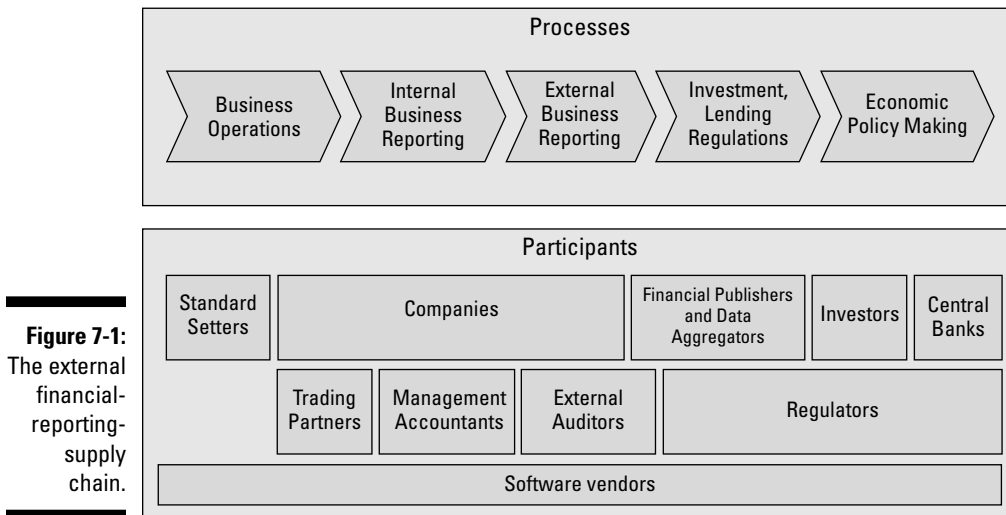 Processes
Business
Operations
Internal
Business
Reporting
External
Business
Reporting
Investment,
Lending
Regulations
Economic
Policy Making
Participants
Standard
Setters
Companies
Financial Publishers
and Data
Aggregators
Investors
Central
Banks
Trading
Partners
Management
Accountants
External
Auditors
Regulators
Software vendors
Figure 7-1:
The external
financial-
reporting-
supply
chain.